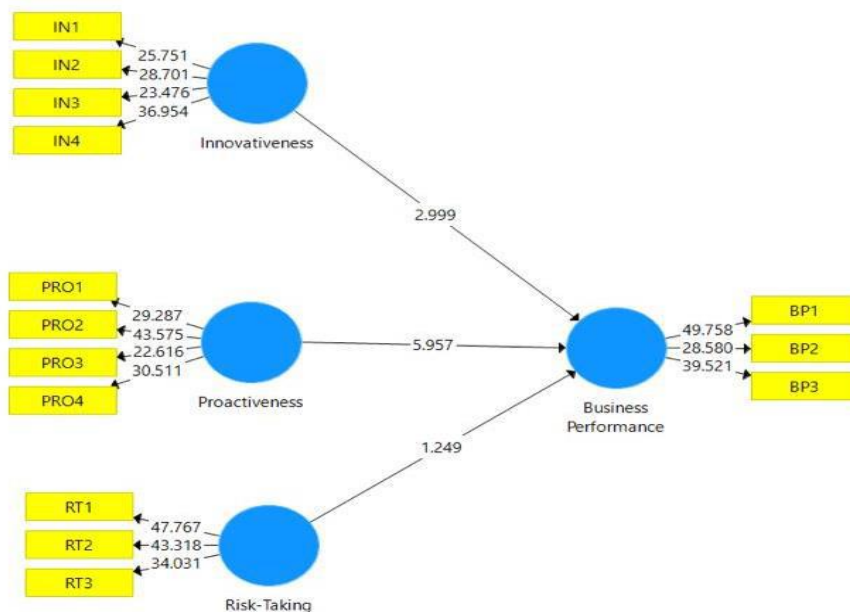 IN1
IN2
IN3
IN4
25.751
28.701
23.476
36.954
Innovativeness
2.999
PRO1
PRO2
PRO3
PRO4
29.287
43.575
22.616
30.511
Proactiveness
5.957
BP1
BP2
BP3
49.758
28.580
39.521
Business
Performance
1.249
RT1
RT2
RT3
47.767
43.318
34.031
Risk-Taking